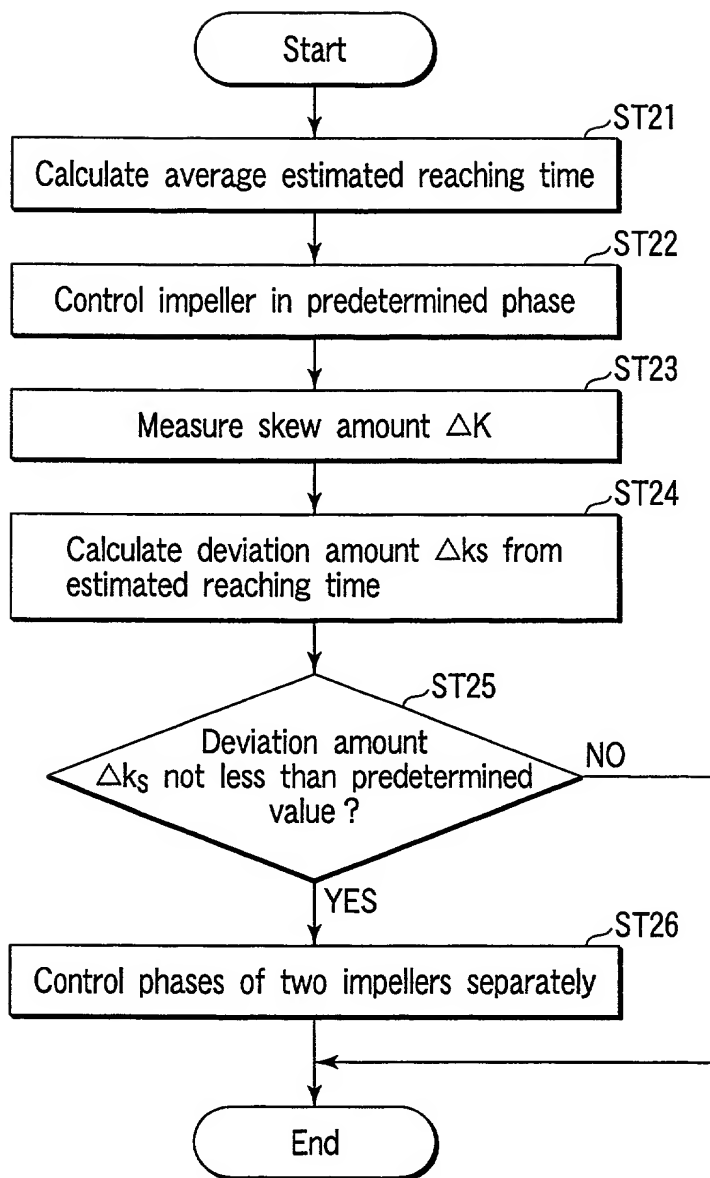 Start
ST21
Calculate average estimated reaching time
ST22
Control impeller in predetermined phase
ST23
Measure skew amount △K
ST24
Calculate deviation amount △ks from
estimated reaching time
ST25
Deviation amount
△ks not less than predetermined
value ?
NO
YES
ST26
Control phases of two impellers separately
End